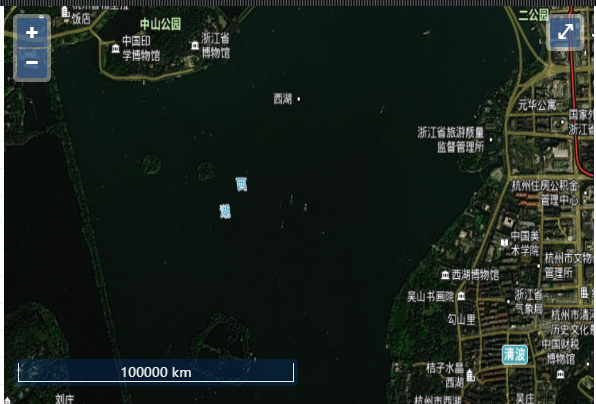 饭店
中山公园
二公园
中国印
学博物馆
浙江省
博物馆
西湖
元华公寓
国家外
浙江省
浙江省旅游质量
监督管理所
西
湖
杭州住房公积金
管理中心
中国美
术学院
杭州市文物
管理所
西湖博物馆
吴山书画院
浙江省
气象局
勾山里
杭州市清河
历史文化
中国财税
博物馆
清波
桔子水晶
西湖
100000 km
刘庄
杭州市西湖
吴庄